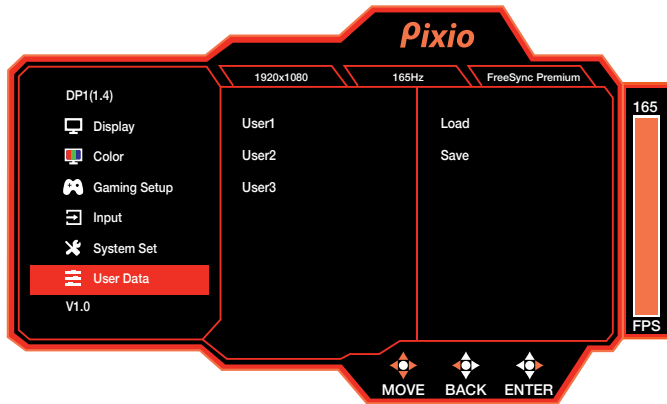 Pixio
1920x1080
165Hz
FreeSync Premium
DP1(1.4)
Display
Color
Gaming Setup
Input
System Set
User Data
V1.0
User1
User2
User3
Load
Save
165
FPS
MOVE
BACK
ENTER